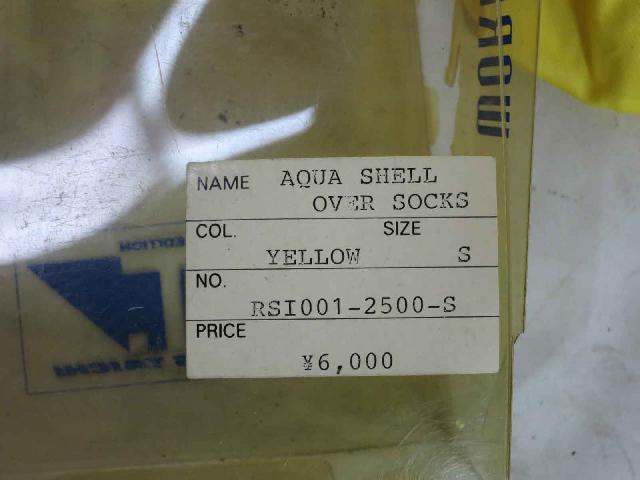 NAME AQUA SHELL
OVER SOCKS
COL. SIZE
YELLOW S
NO.
RSI001-2500-S
PRICE
¥6,000